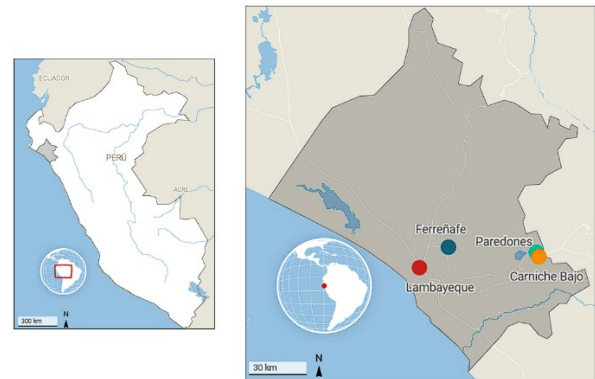 ECUADOR
PERÚ
ACRE
300 km
N
Ferreñafe
Paredones
Carniche Bajo
Lambayeque
30 km
N